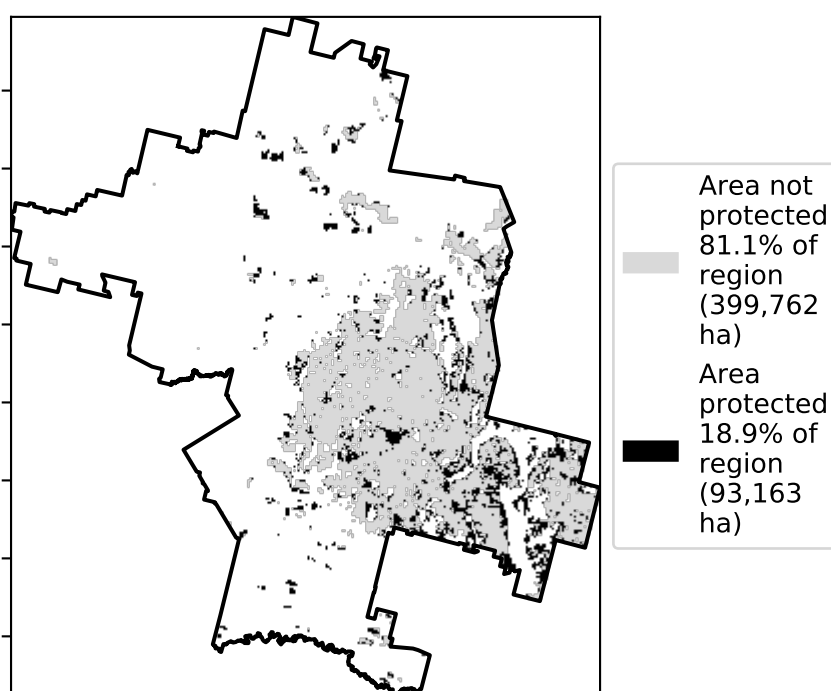 Area not
protected
81.1% of
region
(399,762
ha)
Area
protected
18.9% of
region
(93,163
ha)